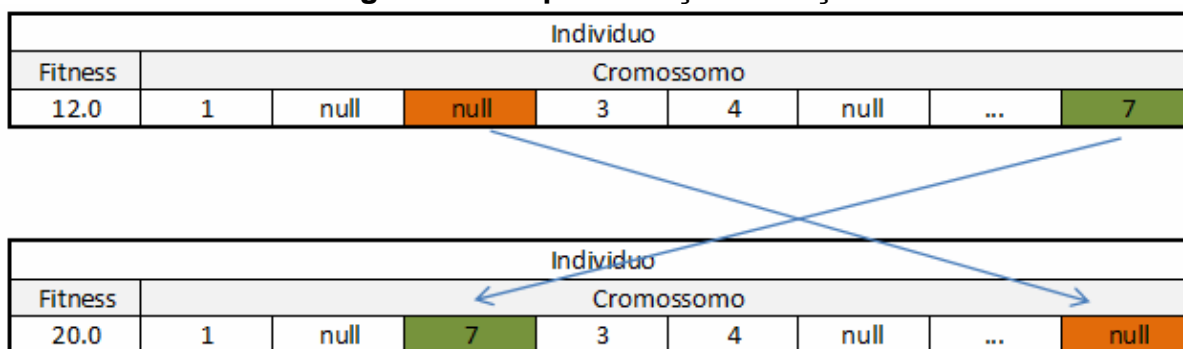 Individuo
Fitness Cromossomo
12.0 1 null null 3 4 null ... 7
Individuo
Fitness Cromossomo
20.0 1 null 7 3 4 null ... null